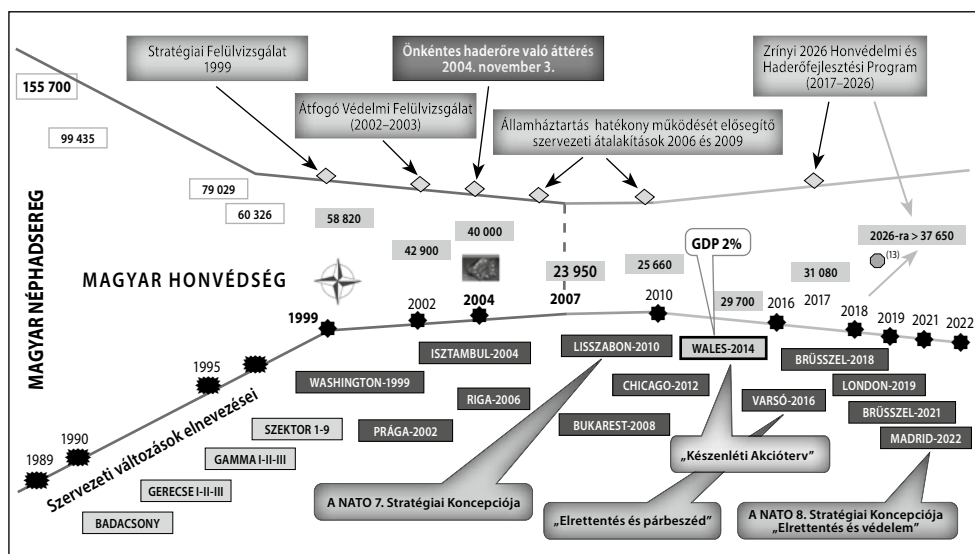 Stratégiai Felülvizsgálat
1999
Önkéntes haderőre való áttérés
2004. november 3.
Zrínyi 2026 Honvédelmi és
Haderőfejlesztési Program
(2017–2026)
Átfogó Védelmi Felülvizsgálat
(2002–2003)
Államháztartás hatékony működését elősegítő
szervezeti átalakítások 2006 és 2009
155 700
99 435
79 029
60 326
58 820
42 900
40 000
23 950
25 660
29 700
31 080
2026-ra > 37 650
(13)
GDP 2%
MAGYAR NÉPHADSEREG
MAGYAR HONVÉDSÉG
1989
1990
1995
1999
2002
2004
2007
2010
2016
2017
2018
2019
2021
2022
Szervezeti változások elnevezései
BADACSONY
GERECSE I-II-III
GAMMA I-II-III
SZEKTOR 1-9
WASHINGTON-1999
PRÁGA-2002
ISZTAMBUL-2004
RIGA-2006
BUKAREST-2008
LISSZABON-2010
CHICAGO-2012
WALES-2014
VARSÓ-2016
BRÜSSZEL-2018
LONDON-2019
BRÜSSZEL-2021
MADRID-2022
A NATO 7. Stratégiai Koncepciója
„Készenléti Akcióterv”
„Elrettentés és párbeszéd”
A NATO 8. Stratégiai Koncepciója
„Elrettentés és védelem”